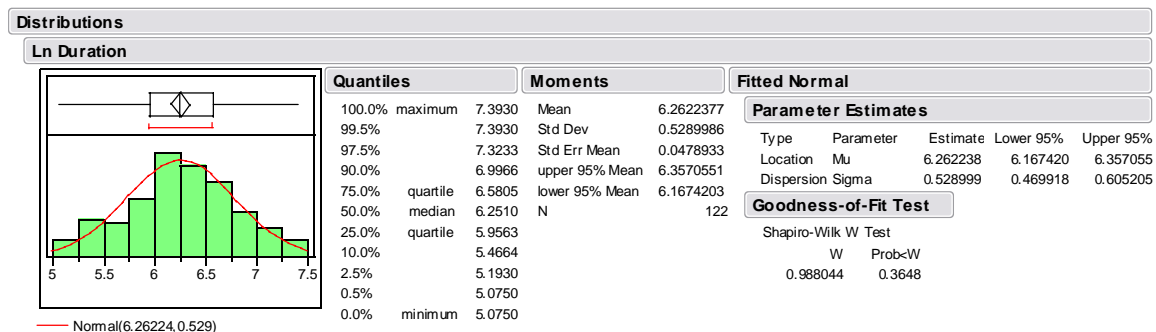 Distributions
Ln Duration
5 5.5 6 6.5 7 7.5
Normal(6.26224,0.529)
Quantiles
100.0% maximum 7.3930
99.5% 7.3930
97.5% 7.3233
90.0% 6.9966
75.0% quartile 6.5805
50.0% median 6.2510
25.0% quartile 5.9563
10.0% 5.4664
2.5% 5.1930
0.5% 5.0750
0.0% minimum 5.0750
Moments
Mean 6.2622377
Std Dev 0.5289986
Std Err Mean 0.0478933
upper 95% Mean 6.3570551
lower 95% Mean 6.1674203
N 122
Fitted Normal
Parameter Estimates
Type Parameter Estimate Lower 95% Upper 95%
Location Mu 6.262238 6.167420 6.357055
Dispersion Sigma 0.528999 0.469918 0.605205
Goodness-of-Fit Test
Shapiro-Wilk W Test
W Prob<W
0.988044 0.3648